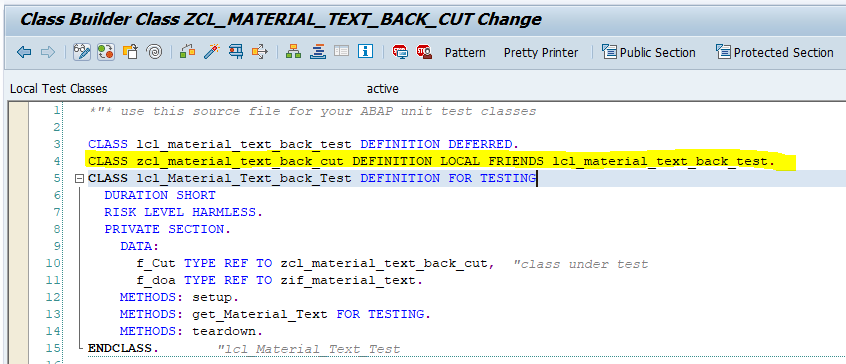 Class Builder Class ZCL_MATERIAL_TEXT_BACK_CUT Change
Pattern Pretty Printer Public Section Protected Section
Local Test Classes active
1 *"* use this source file for your ABAP unit test classes
2
3 CLASS lcl_material_text_back_test DEFINITION DEFERRED.
4 CLASS zcl_material_text_back_cut DEFINITION LOCAL FRIENDS lcl_material_text_back_test.
5 CLASS lcl_Material_Text_back_Test DEFINITION FOR TESTING
6 DURATION SHORT
7 RISK LEVEL HARMLESS.
8 PRIVATE SECTION.
9 DATA:
10 f_Cut TYPE REF TO zcl_material_text_back_cut, "class under test
11 f_doa TYPE REF TO zif_material_text.
12 METHODS: setup.
13 METHODS: get_Material_Text FOR TESTING.
14 METHODS: teardown.
15 ENDCLASS. "lcl Material Text Test